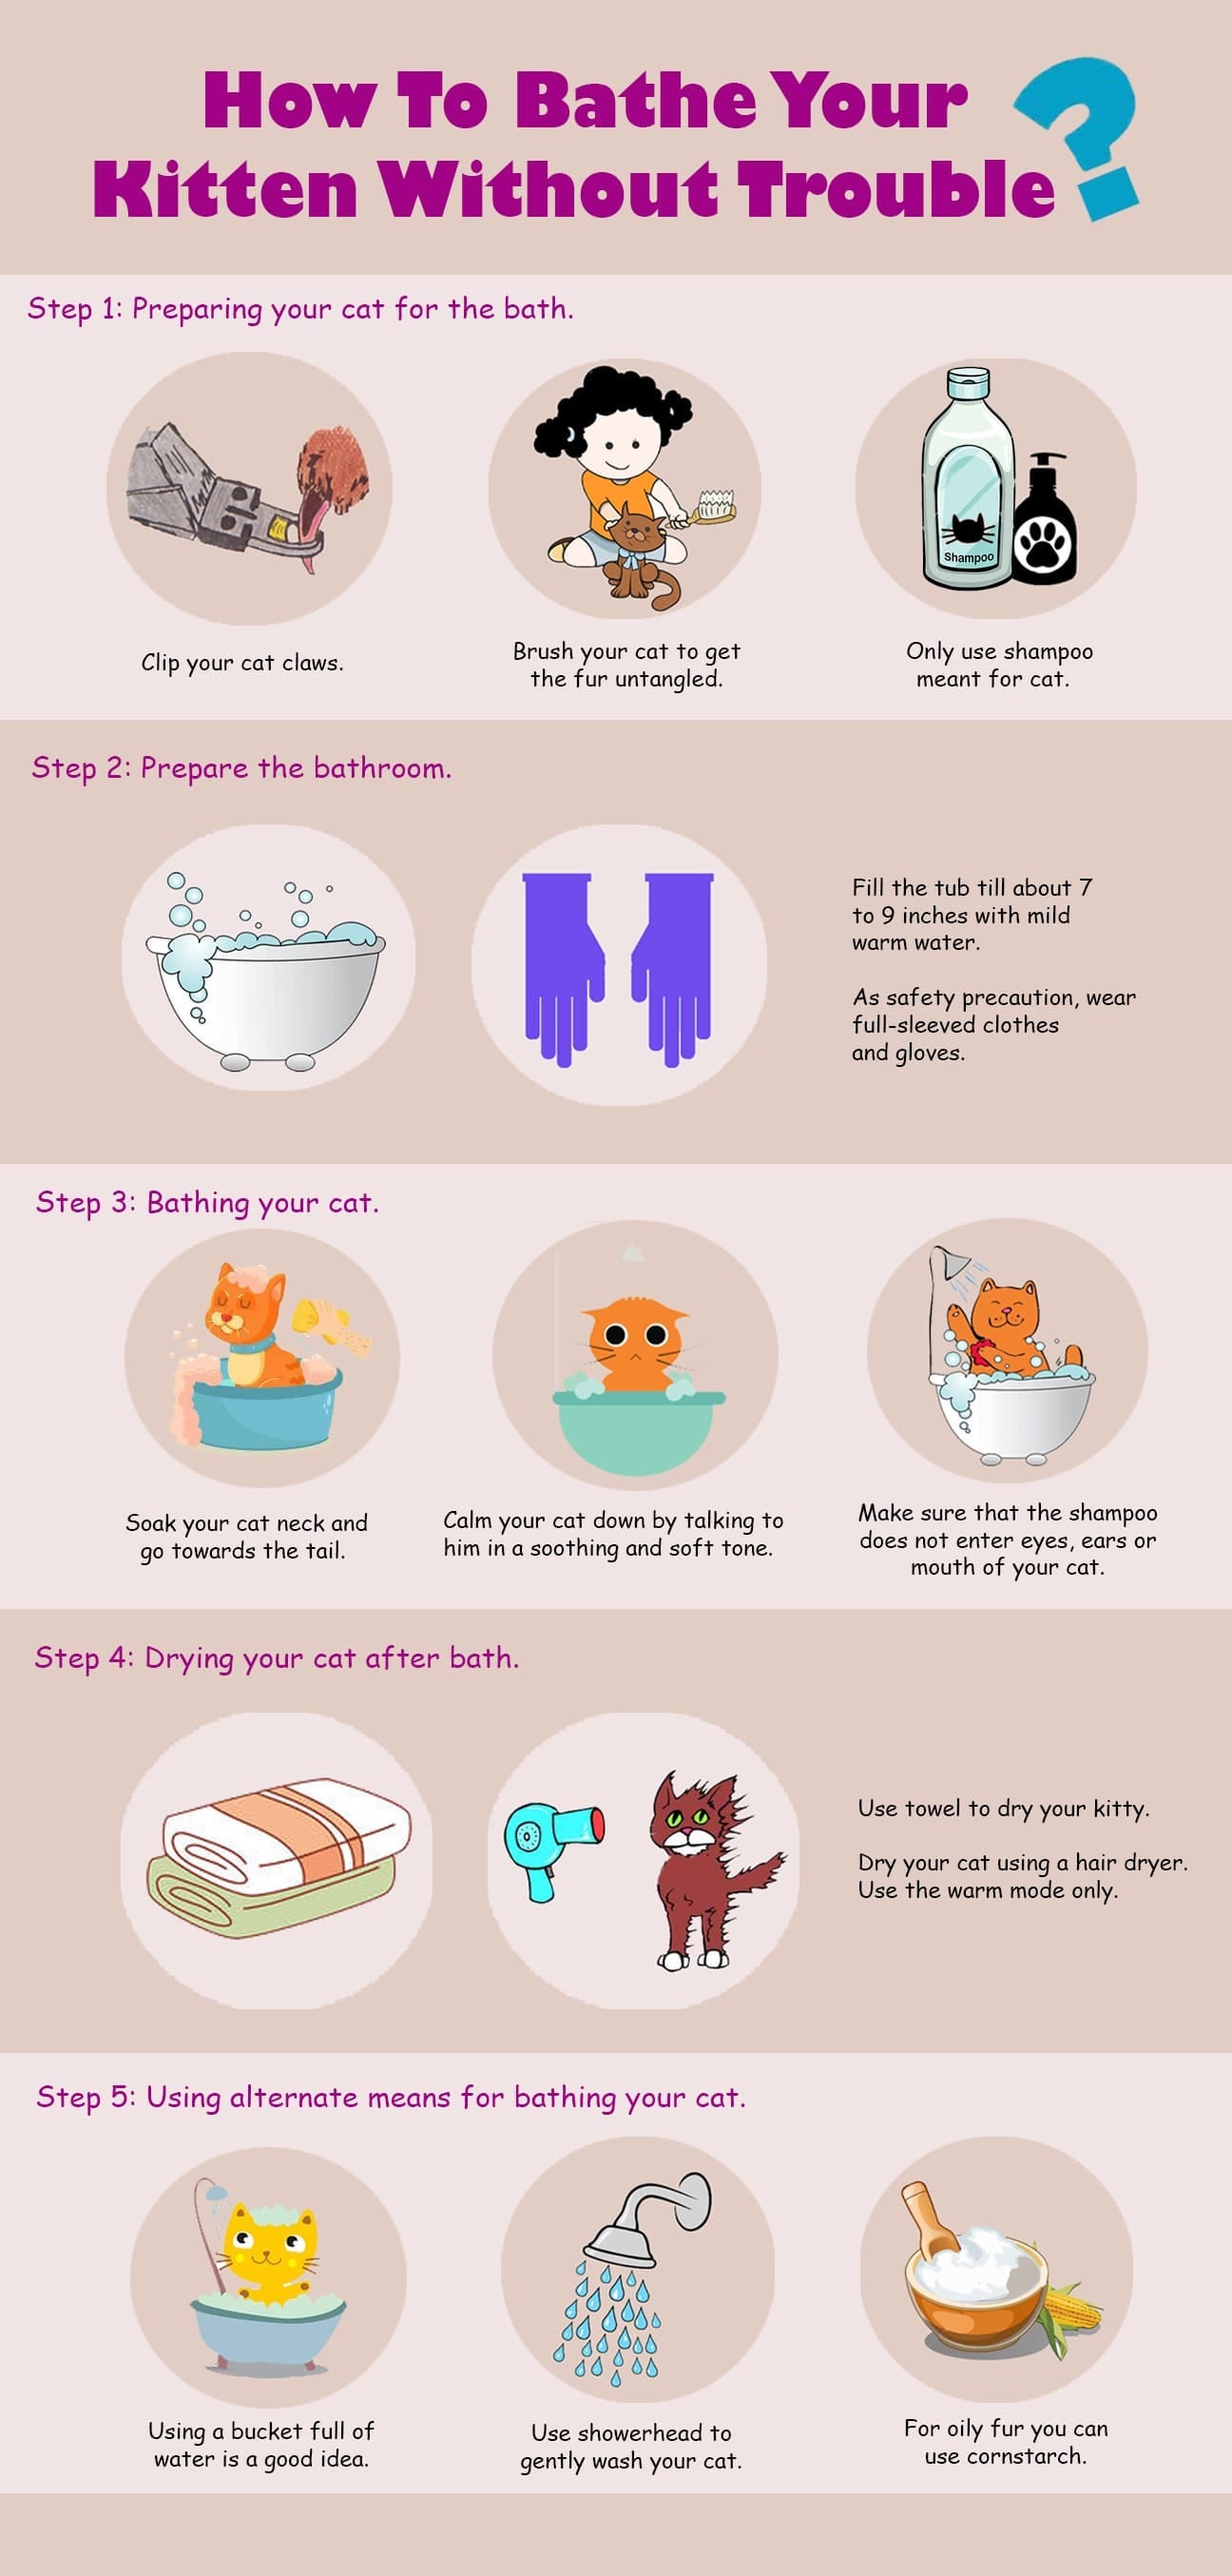 How To Bathe Your
Kitten Without Trouble?
Step 1: Preparing your cat for the bath.
Shampoo
Clip your cat claws.
Brush your cat to get
the fur untangled.
Only use shampoo
meant for cat.
Step 2: Prepare the bathroom.
Fill the tub till about 7
to 9 inches with mild
warm water.
As safety precaution, wear
full-sleeved clothes
and gloves.
Step 3: Bathing your cat.
Soak your cat neck and
go towards the tail.
Calm your cat down by talking to
him in a soothing and soft tone.
Make sure that the shampoo
does not enter eyes, ears or
mouth of your cat.
Step 4: Drying your cat after bath.
Use towel to dry your kitty.
Dry your cat using a hair dryer.
Use the warm mode only.
Step 5: Using alternate means for bathing your cat.
Using a bucket full of
water is a good idea.
Use showerhead to
gently wash your cat.
For oily fur you can
use cornstarch.